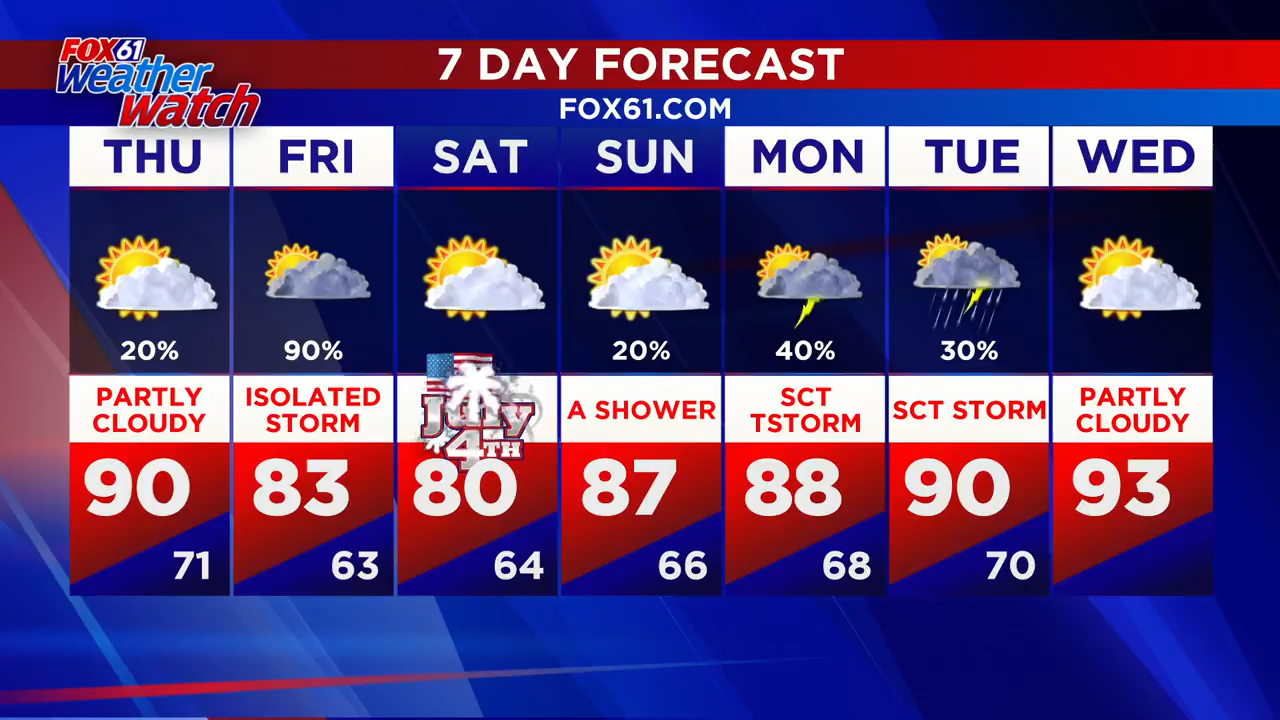 FOX61
Weather
Watch
7 DAY FORECAST
FOX61.COM
THU FRI SAT SUN MON TUE WED
20% 90% 20% 40% 30%
PARTLY CLOUDY
ISOLATED STORM
July
4TH
A SHOWER
SCT TSTORM
SCT STORM
PARTLY CLOUDY
90 83 80 87 88 90 93
71 63 64 66 68 70